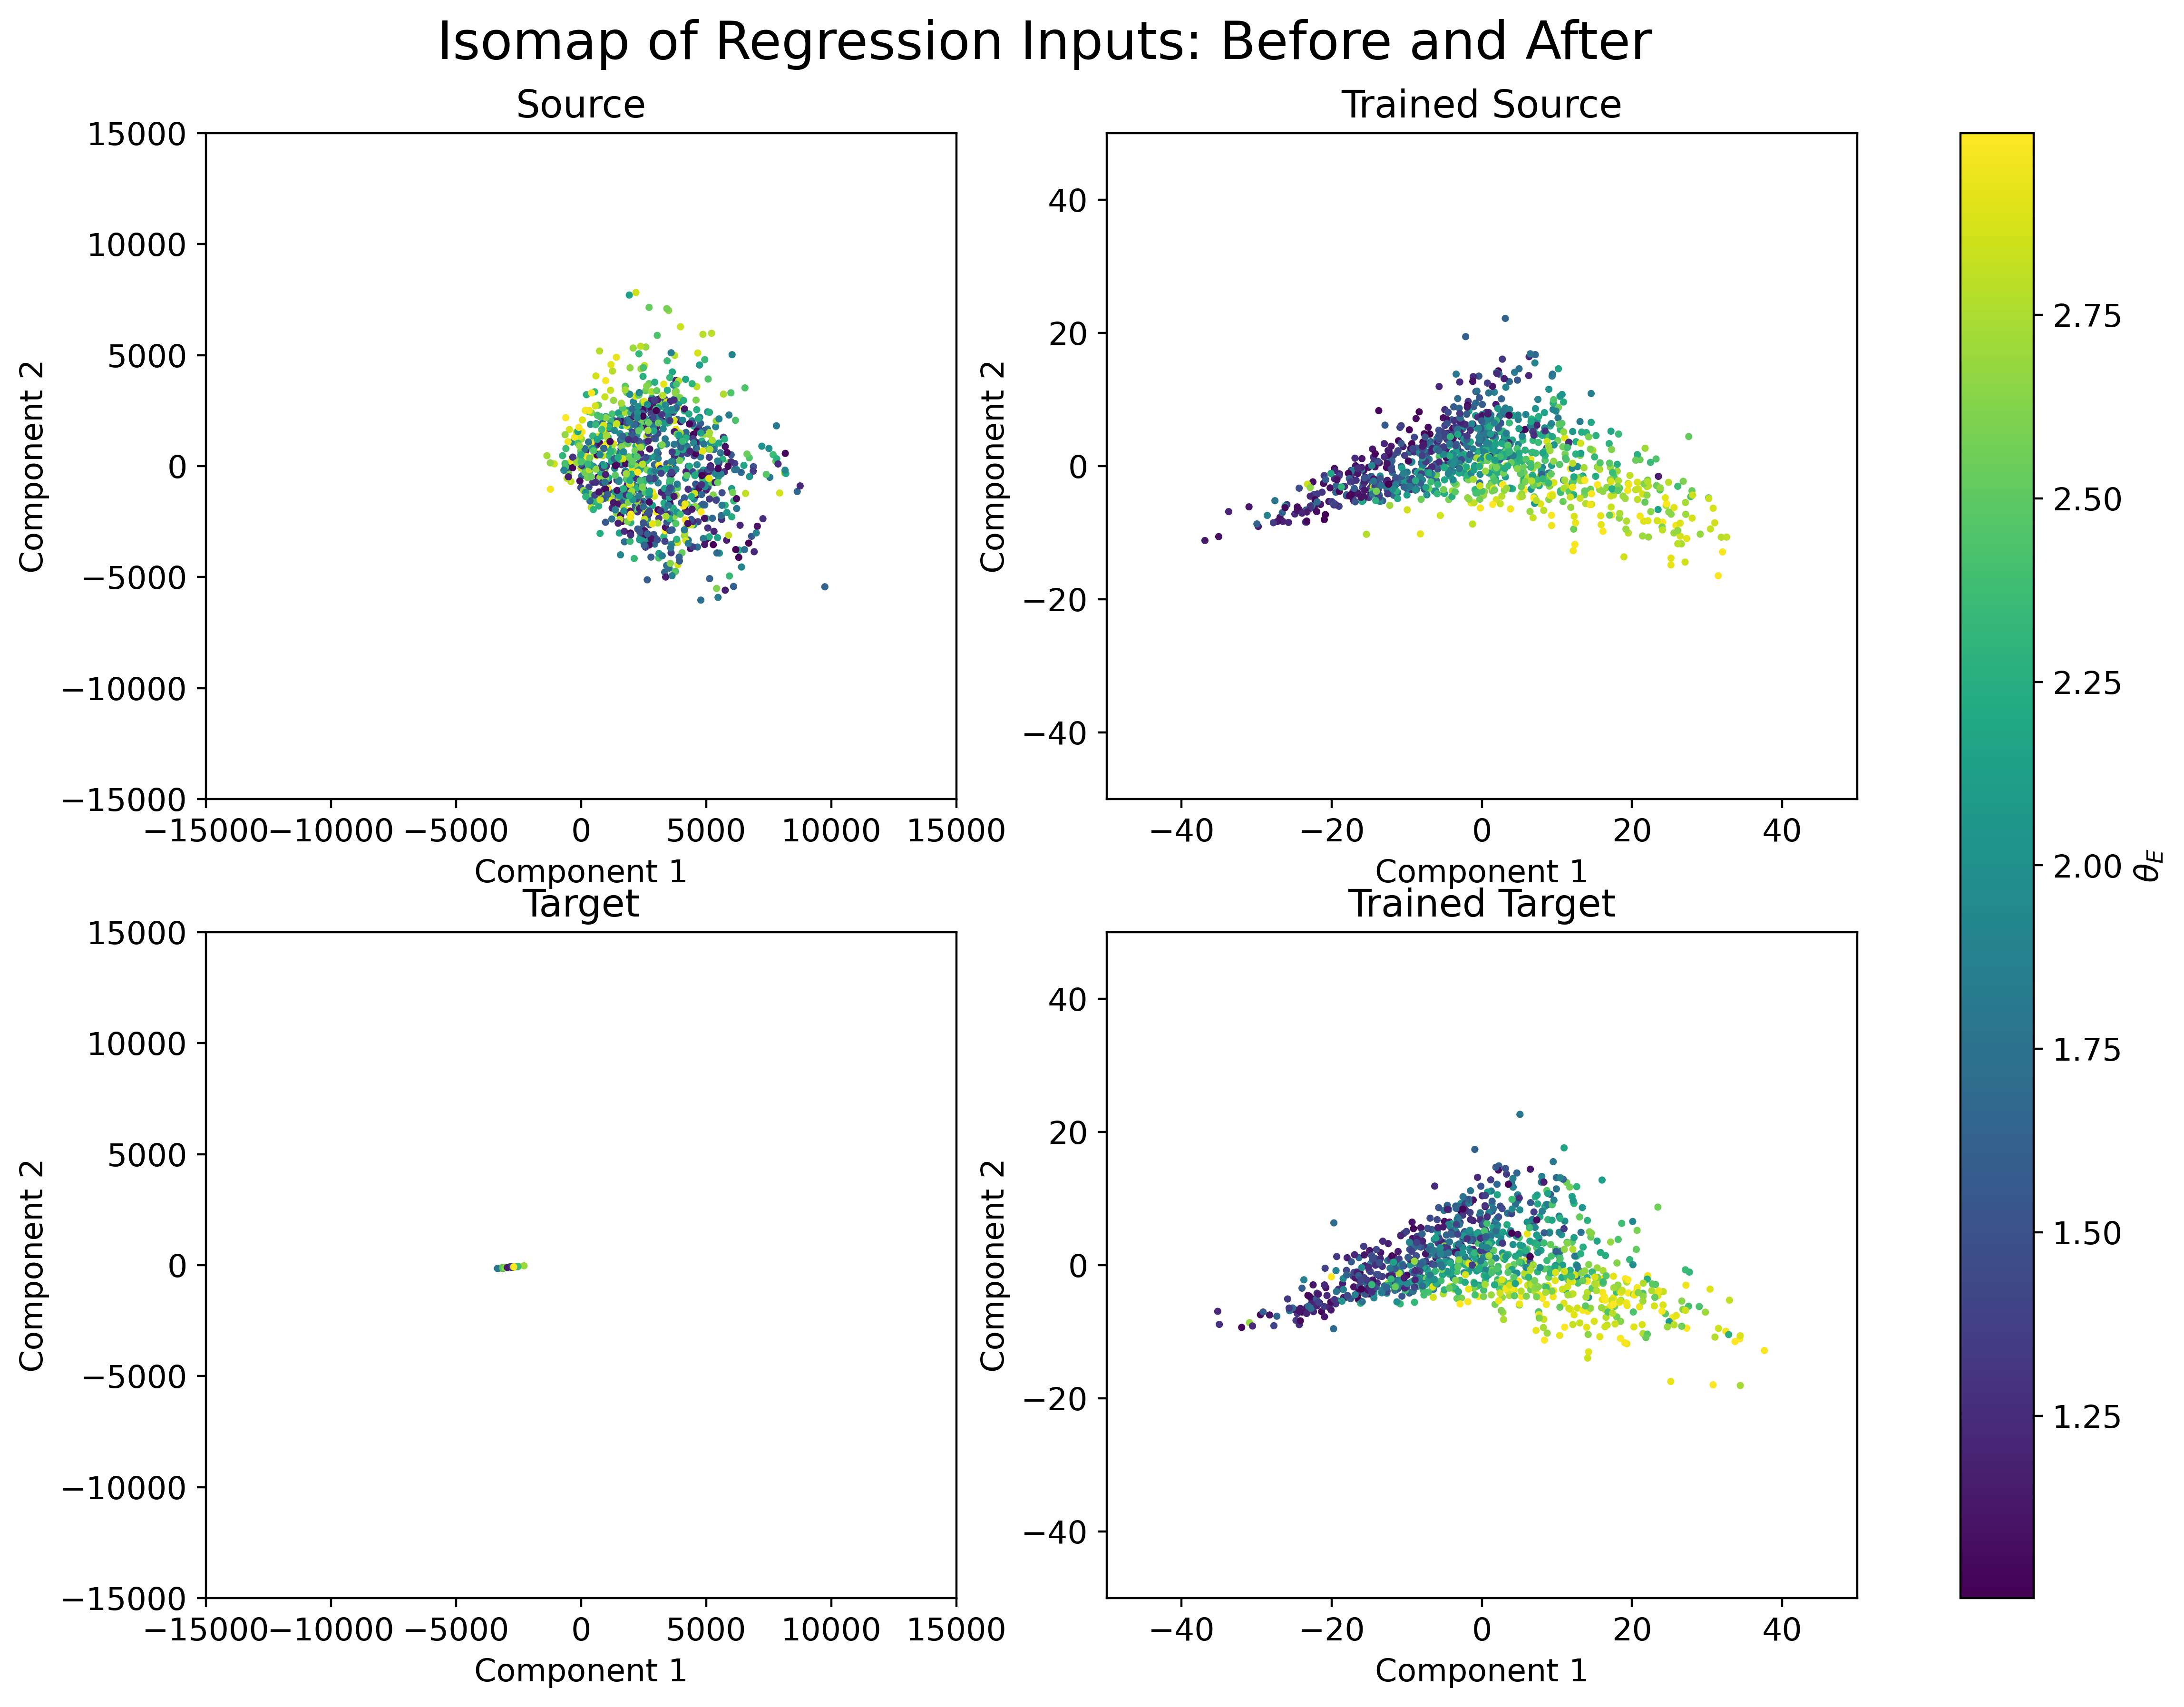 Isomap of Regression Inputs: Before and After
Source
15000
10000
5000
0
−5000
−10000
−15000
Component 2
−15000 −10000 −5000 0 5000 10000 15000
Component 1
Trained Source
40
20
0
−20
−40
Component 2
−40 −20 0 20 40
Component 1
Target
15000
10000
5000
0
−5000
−10000
−15000
Component 2
−15000 −10000 −5000 0 5000 10000 15000
Component 1
Trained Target
40
20
0
−20
−40
Component 2
−40 −20 0 20 40
Component 1
2.75
2.50
2.25
2.00
1.75
1.50
1.25
θ_E